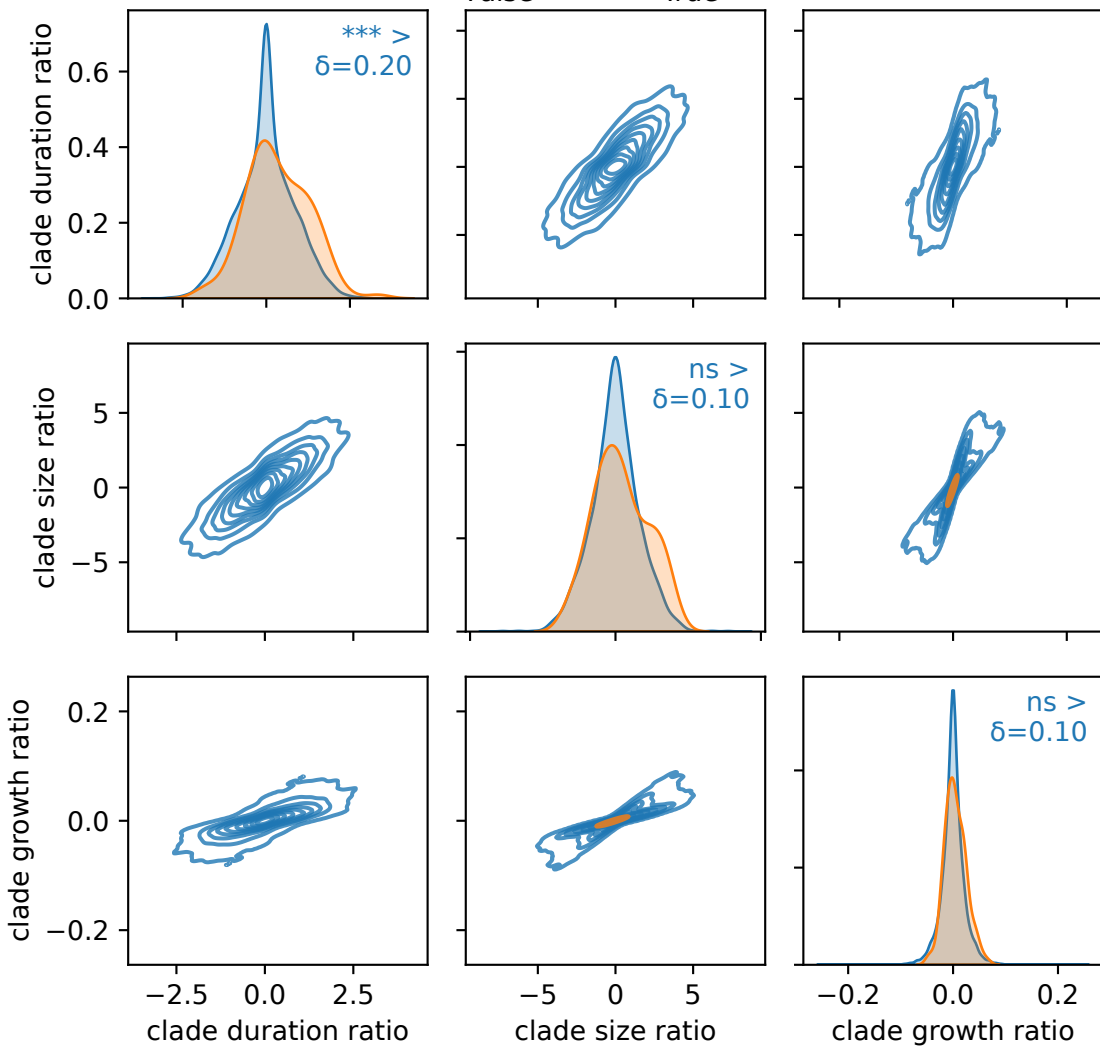 clade duration ratio
0.6
0.4
0.2
0.0
*** >
δ=0.20
clade size ratio
5
0
−5
ns >
δ=0.10
clade growth ratio
0.2
0.0
−0.2
ns >
δ=0.10
−2.5 0.0 2.5
clade duration ratio
−5 0 5
clade size ratio
−0.2 0.0 0.2
clade growth ratio